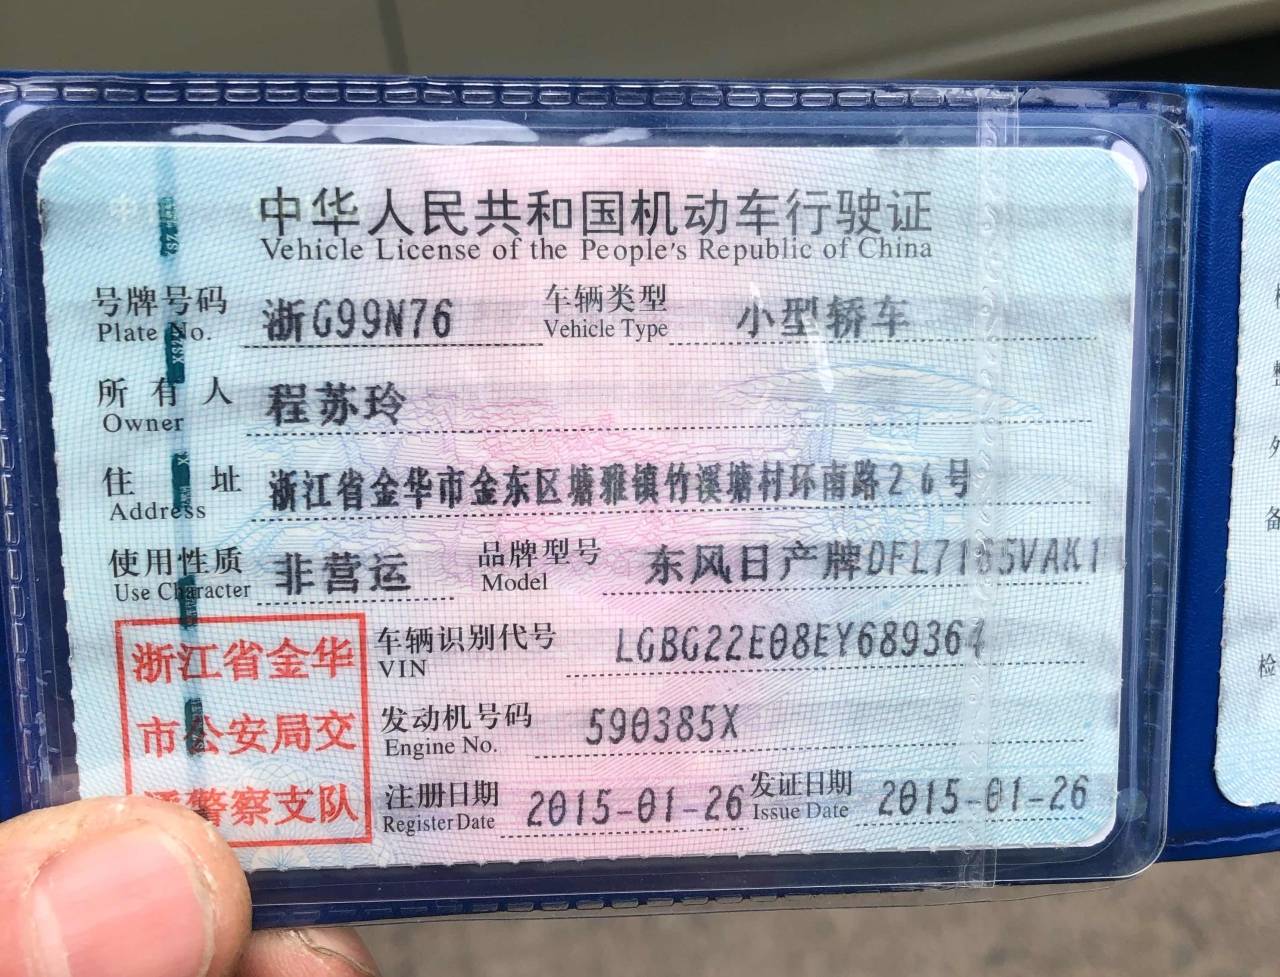 中华人民共和国机动车行驶证
Vehicle License of the People's Republic of China
号牌号码 浙G99N76 车辆类型 小型轿车
Plate No. Vehicle Type
所有人 程苏玲
Owner
住址 浙江省金华市金东区塘雅镇竹溪塘村环南路26号
Address
使用性质 非营运 品牌型号 东风日产牌DFL7165VAK1
Use Character Model
浙江省金华
市公安局交
通警察支队
车辆识别代号 LGBG22E08EY689364
VIN
发动机号码 590385X
Engine No.
注册日期 2015-01-26 发证日期 2015-01-26
Register Date Issue Date